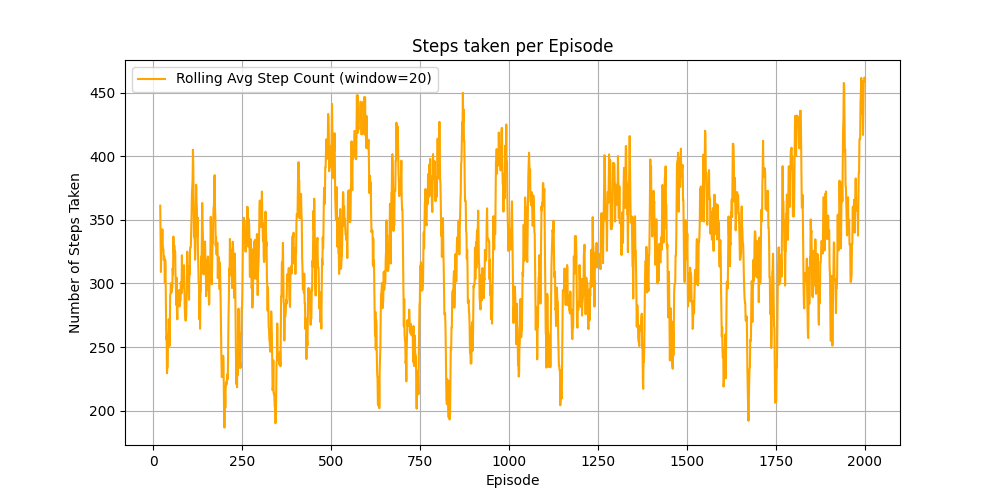 Steps taken per Episode
Rolling Avg Step Count (window=20)
Number of Steps Taken
450
400
350
300
250
200
0 250 500 750 1000 1250 1500 1750 2000
Episode